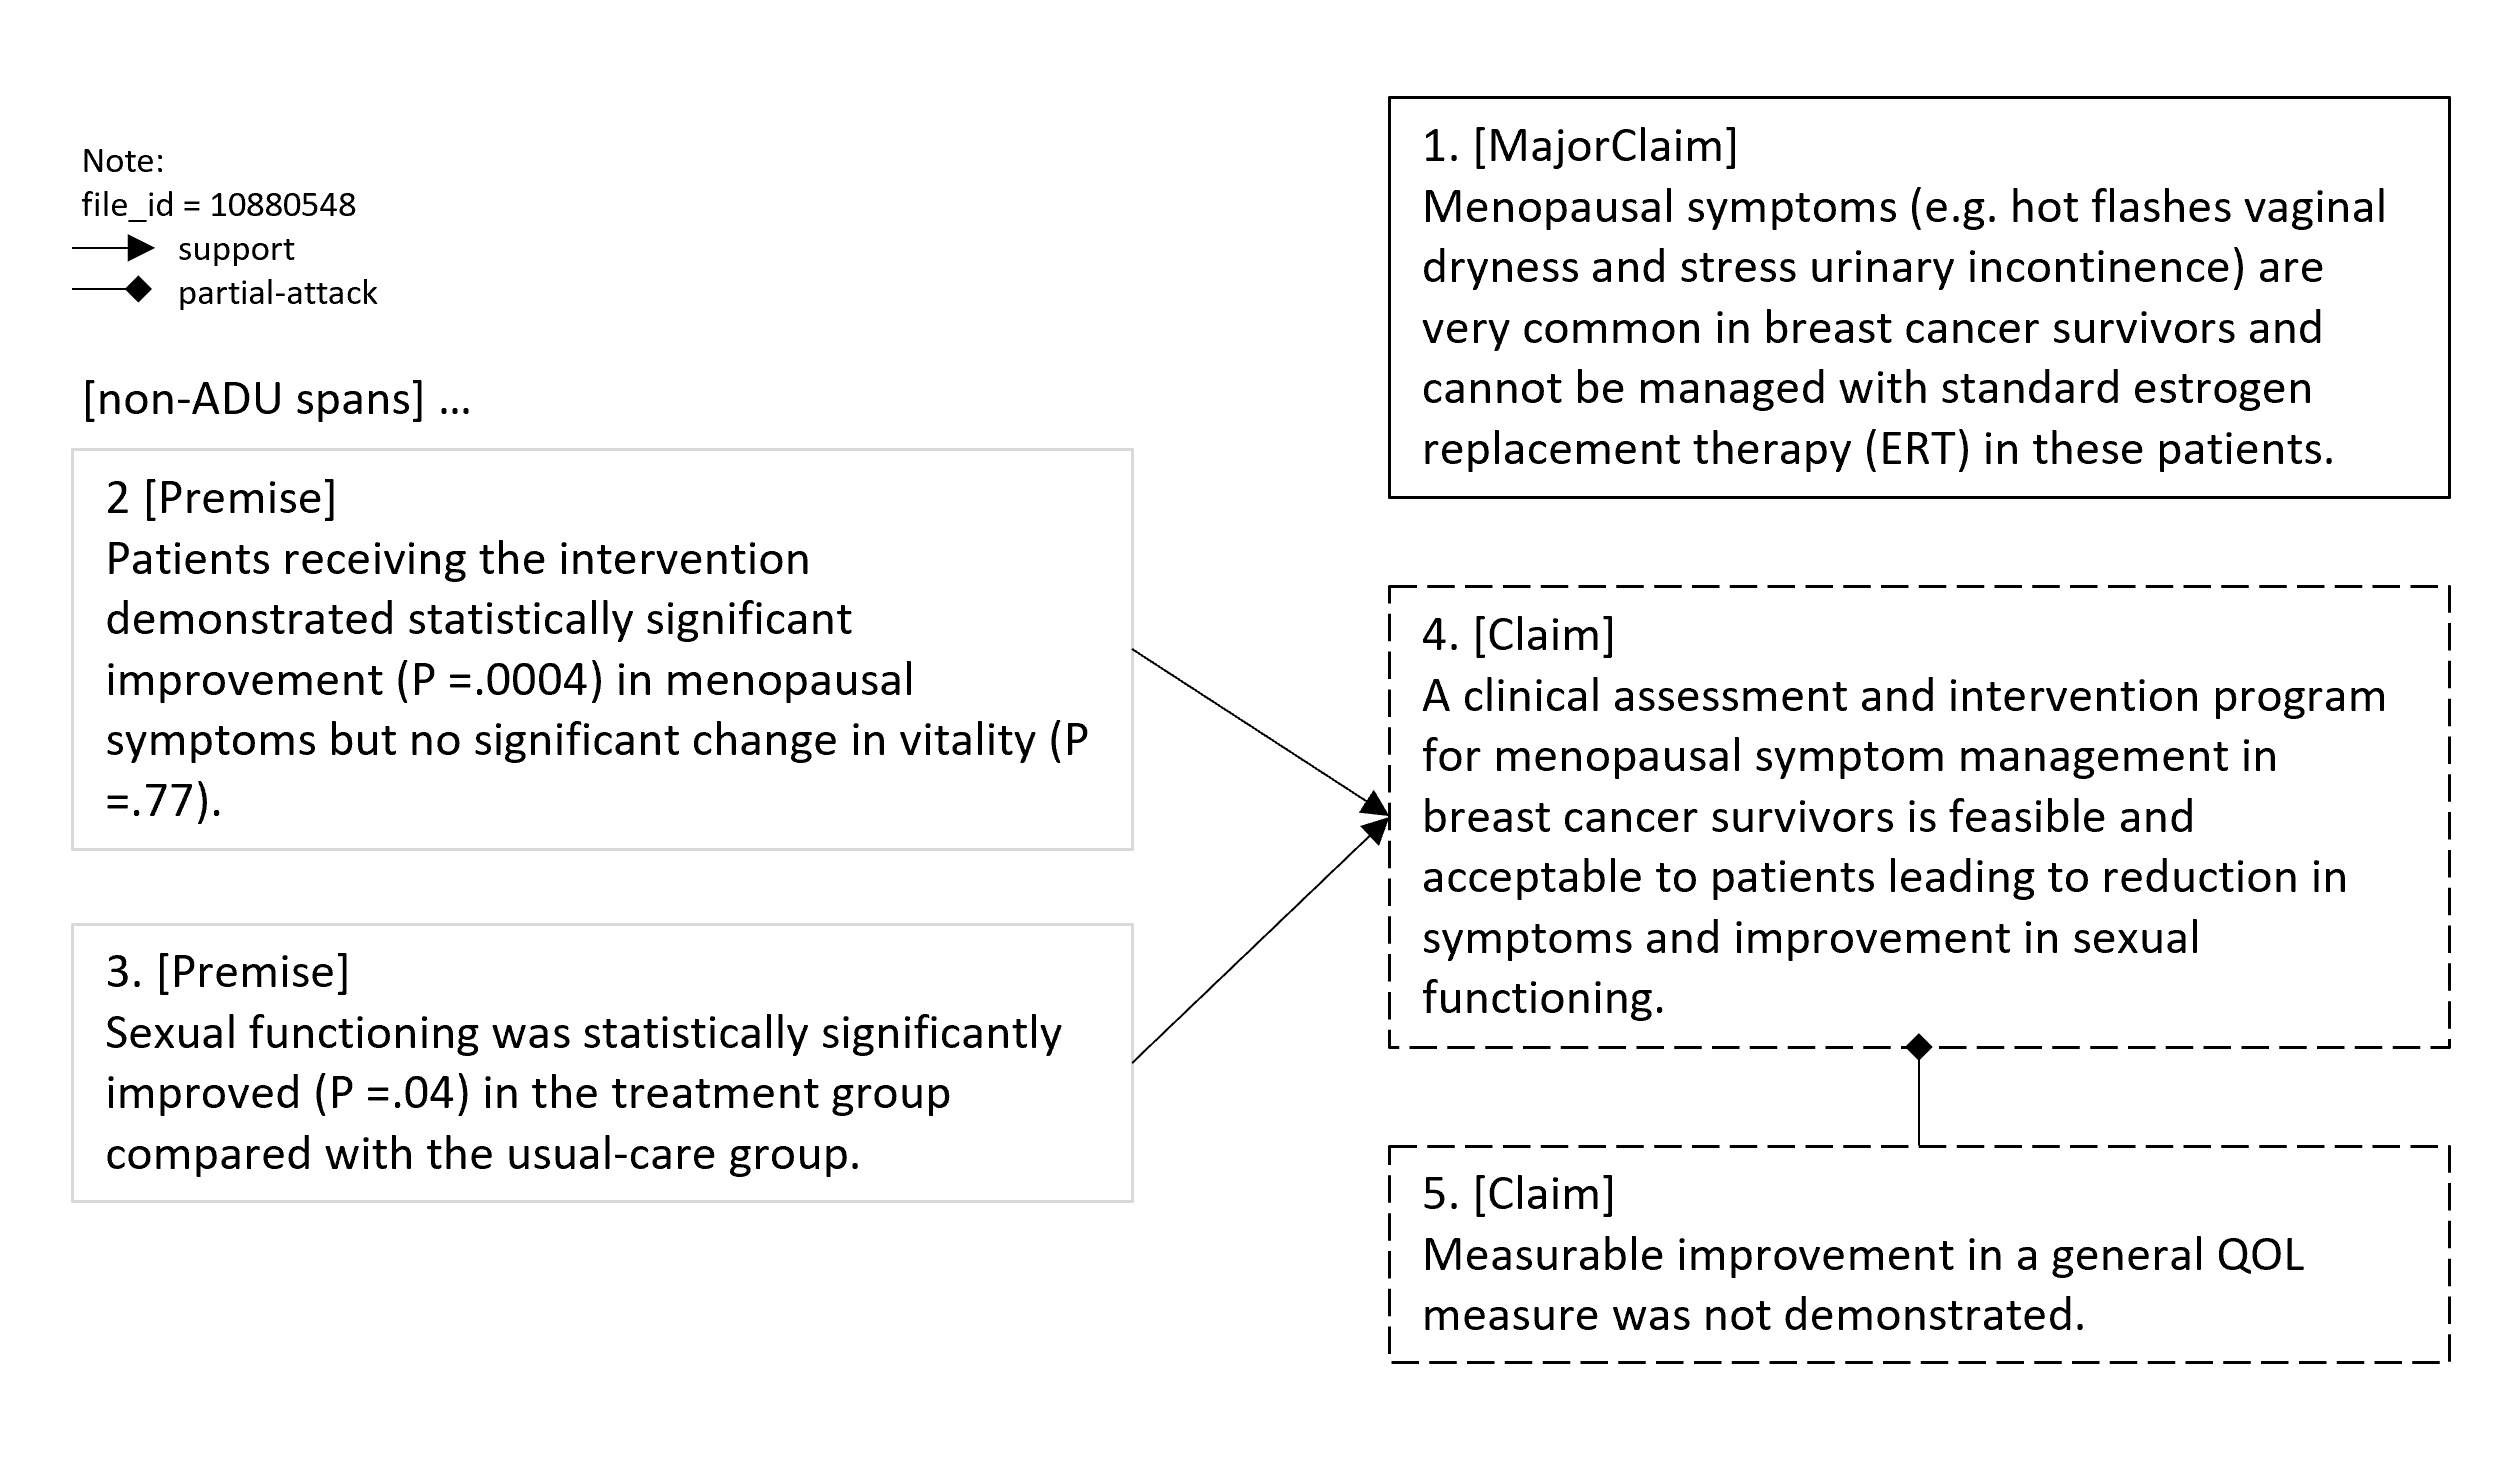 Note:
file_id = 10880548
support
partial-attack
[non-ADU spans] ...
1. [MajorClaim]
Menopausal symptoms (e.g. hot flashes vaginal
dryness and stress urinary incontinence) are
very common in breast cancer survivors and
cannot be managed with standard estrogen
replacement therapy (ERT) in these patients.
2 [Premise]
Patients receiving the intervention
demonstrated statistically significant
improvement (P =.0004) in menopausal
symptoms but no significant change in vitality (P
=.77).
3. [Premise]
Sexual functioning was statistically significantly
improved (P =.04) in the treatment group
compared with the usual-care group.
4. [Claim]
A clinical assessment and intervention program
for menopausal symptom management in
breast cancer survivors is feasible and
acceptable to patients leading to reduction in
symptoms and improvement in sexual
functioning.
5. [Claim]
Measurable improvement in a general QOL
measure was not demonstrated.